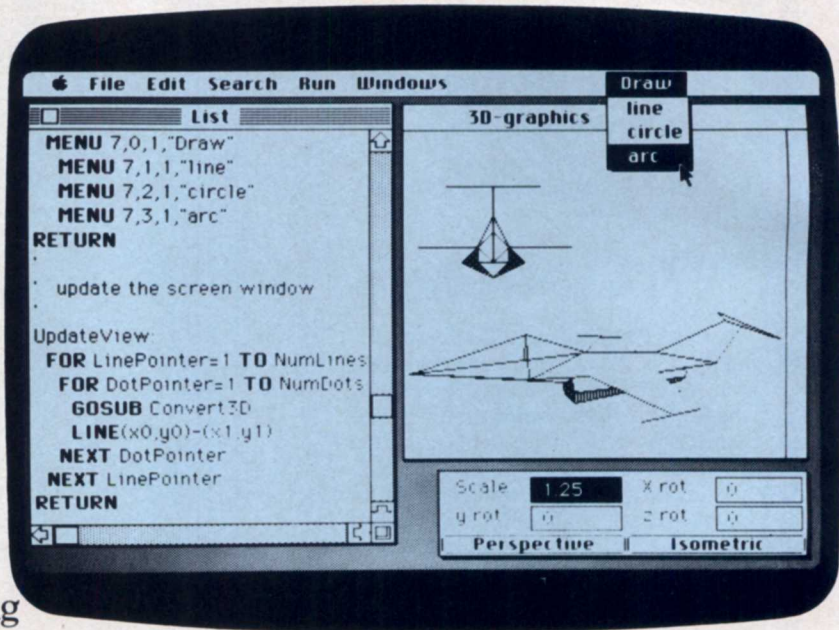 File Edit Search Run Windows Draw
List
MENU 7,0,1,"Draw"
MENU 7,1,1,"line"
MENU 7,2,1,"circle"
MENU 7,3,1,"arc"
RETURN
'
' update the screen window
'
UpdateView:
FOR LinePointer=1 TO NumLines
FOR DotPointer=1 TO NumDots
GOSUB Convert3D
LINE(x0,y0)-(x1,y1)
NEXT DotPointer
NEXT LinePointer
RETURN
3D-graphics
line
circle
arc
Scale 1.25 X rot 0
y rot 0 z rot 0
Perspective Isometric
g